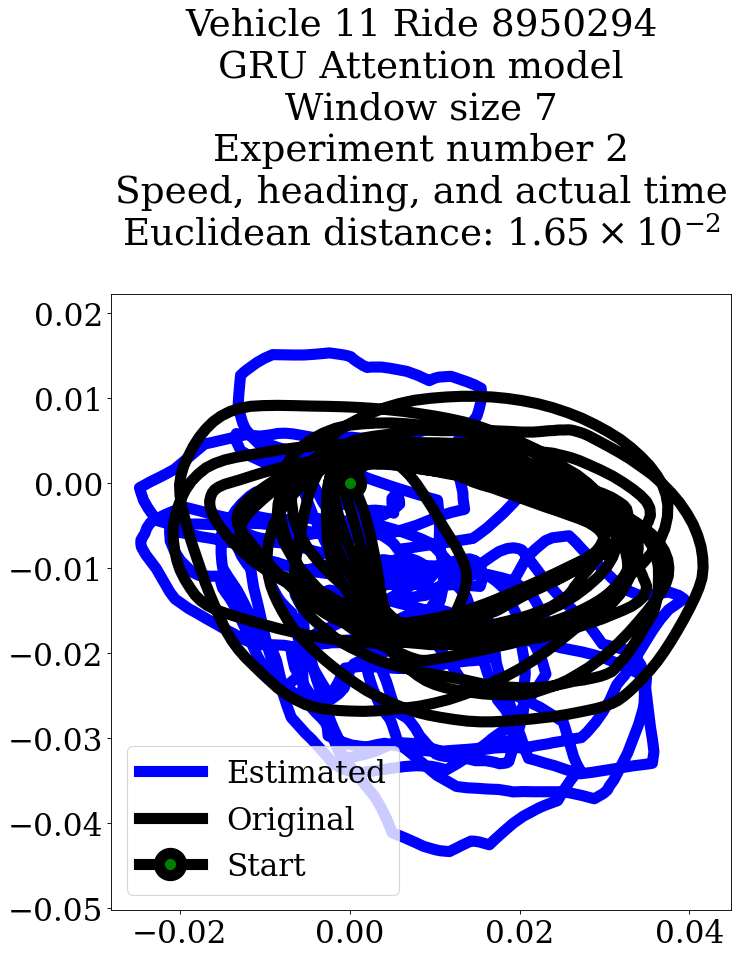 Vehicle 11 Ride 8950294
GRU Attention model
Window size 7
Experiment number 2
Speed, heading, and actual time
Euclidean distance: 1.65 × 10⁻²
0.02
0.01
0.00
−0.01
−0.02
−0.03
−0.04
−0.05
Estimated
Original
Start
−0.02
0.00
0.02
0.04